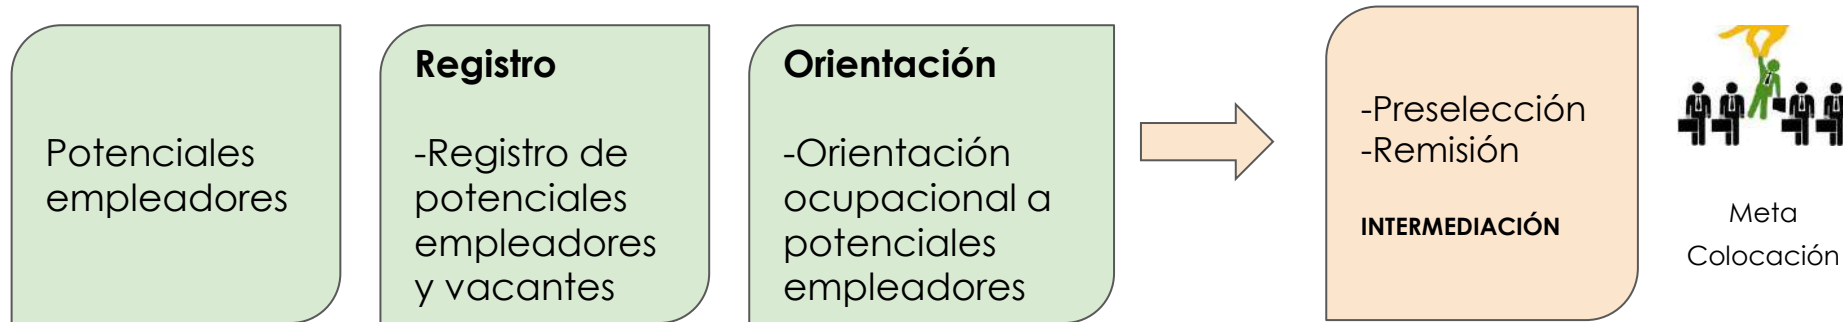 Potenciales
empleadores
Registro
-Registro de
potenciales
empleadores
y vacantes
Orientación
-Orientación
ocupacional a
potenciales
empleadores
-Preselección
-Remisión
INTERMEDIACIÓN
Meta
Colocación